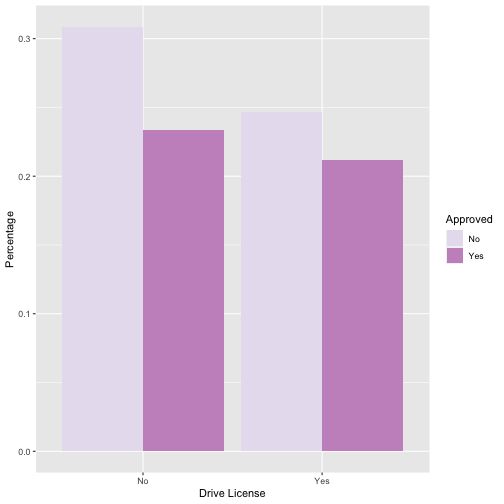 0.3
0.2
0.1
0.0
Percentage
No
Yes
Drive License
Approved
No
Yes